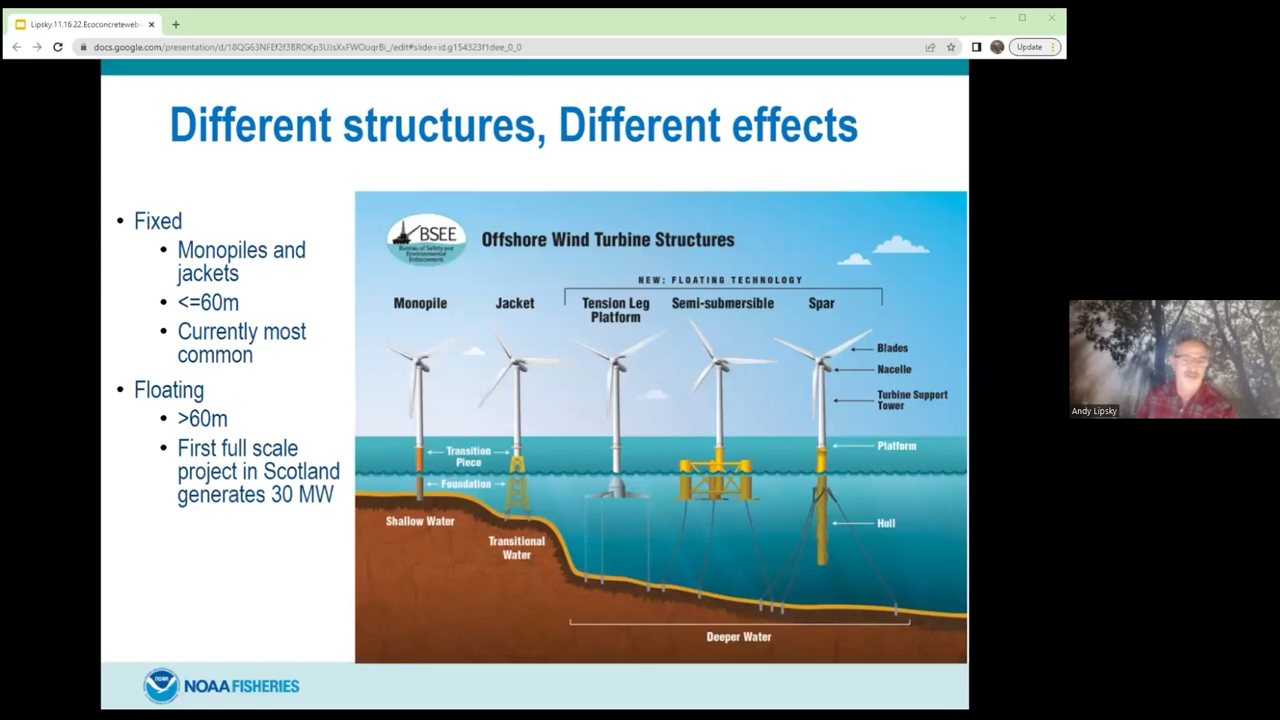 Lipsky.11.16.22.Ecoconcreteweb
docs.google.com/presentation/d/18QG63NFEf2f3BROKp3UJsXxFWOuqrBi_/edit#slide=id.g154323f1dee_0_0
Update
Different structures, Different effects
• Fixed
• Monopiles and
jackets
• <=60m
• Currently most
common
• Floating
• >60m
• First full scale
project in Scotland
generates 30 MW
BSEE
Bureau of Safety and
Environmental
Enforcement
Offshore Wind Turbine Structures
NEW: FLOATING TECHNOLOGY
Monopile
Jacket
Tension Leg
Platform
Semi-submersible
Spar
Blades
Nacelle
Turbine Support
Tower
Platform
Transition
Piece
Foundation
Hull
Shallow Water
Transitional
Water
Deeper Water
NOAA
NOAA FISHERIES
Andy Lipsky